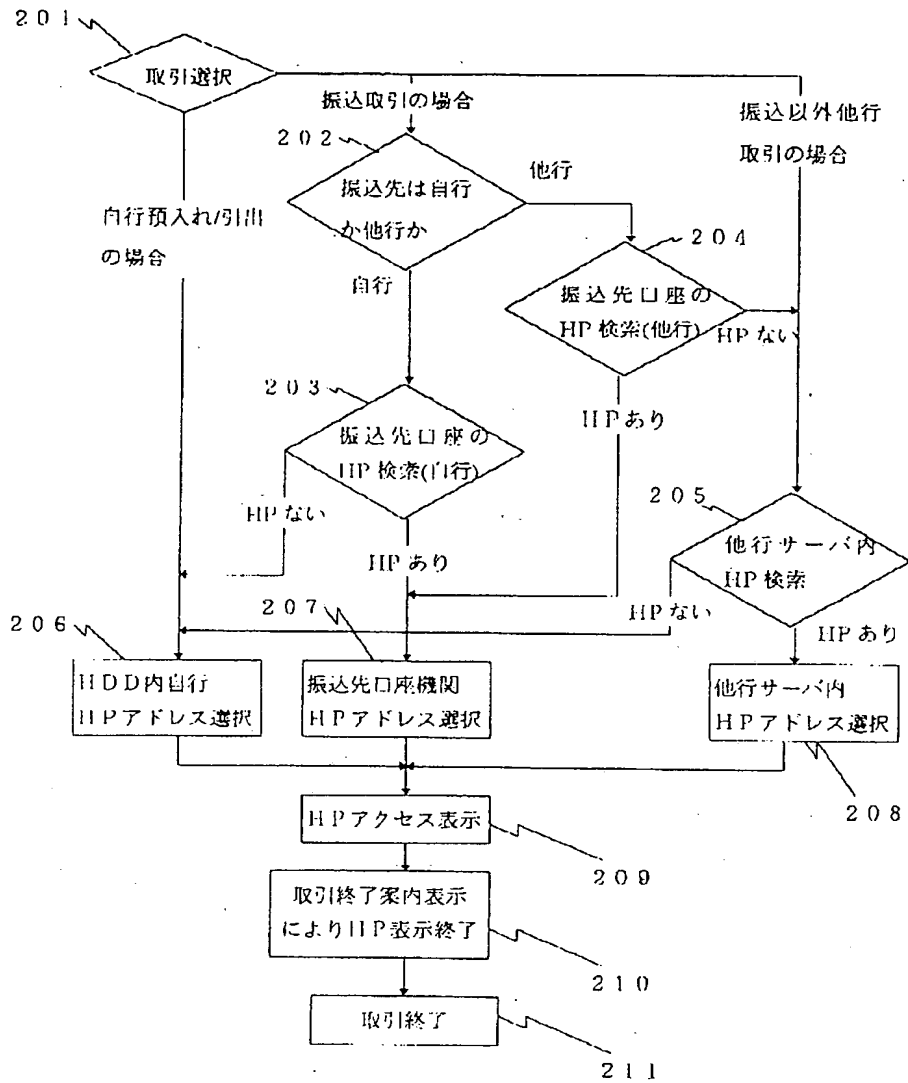 201
取引選択
振込取引の場合
振込以外他行
取引の場合
202
振込先は自行
か他行か
他行
自行預入れ/引出
の場合
自行
204
振込先口座の
HP検索(他行)
HPない
HPあり
203
振込先口座の
HP検索(自行)
HPない
HPあり
205
他行サーバ内
HP検索
HPない
HPあり
206
HDD内自行
HPアドレス選択
207
振込先口座機関
HPアドレス選択
他行サーバ内
HPアドレス選択
208
HPアクセス表示
209
取引終了案内表示
によりHP表示終了
210
取引終了
211